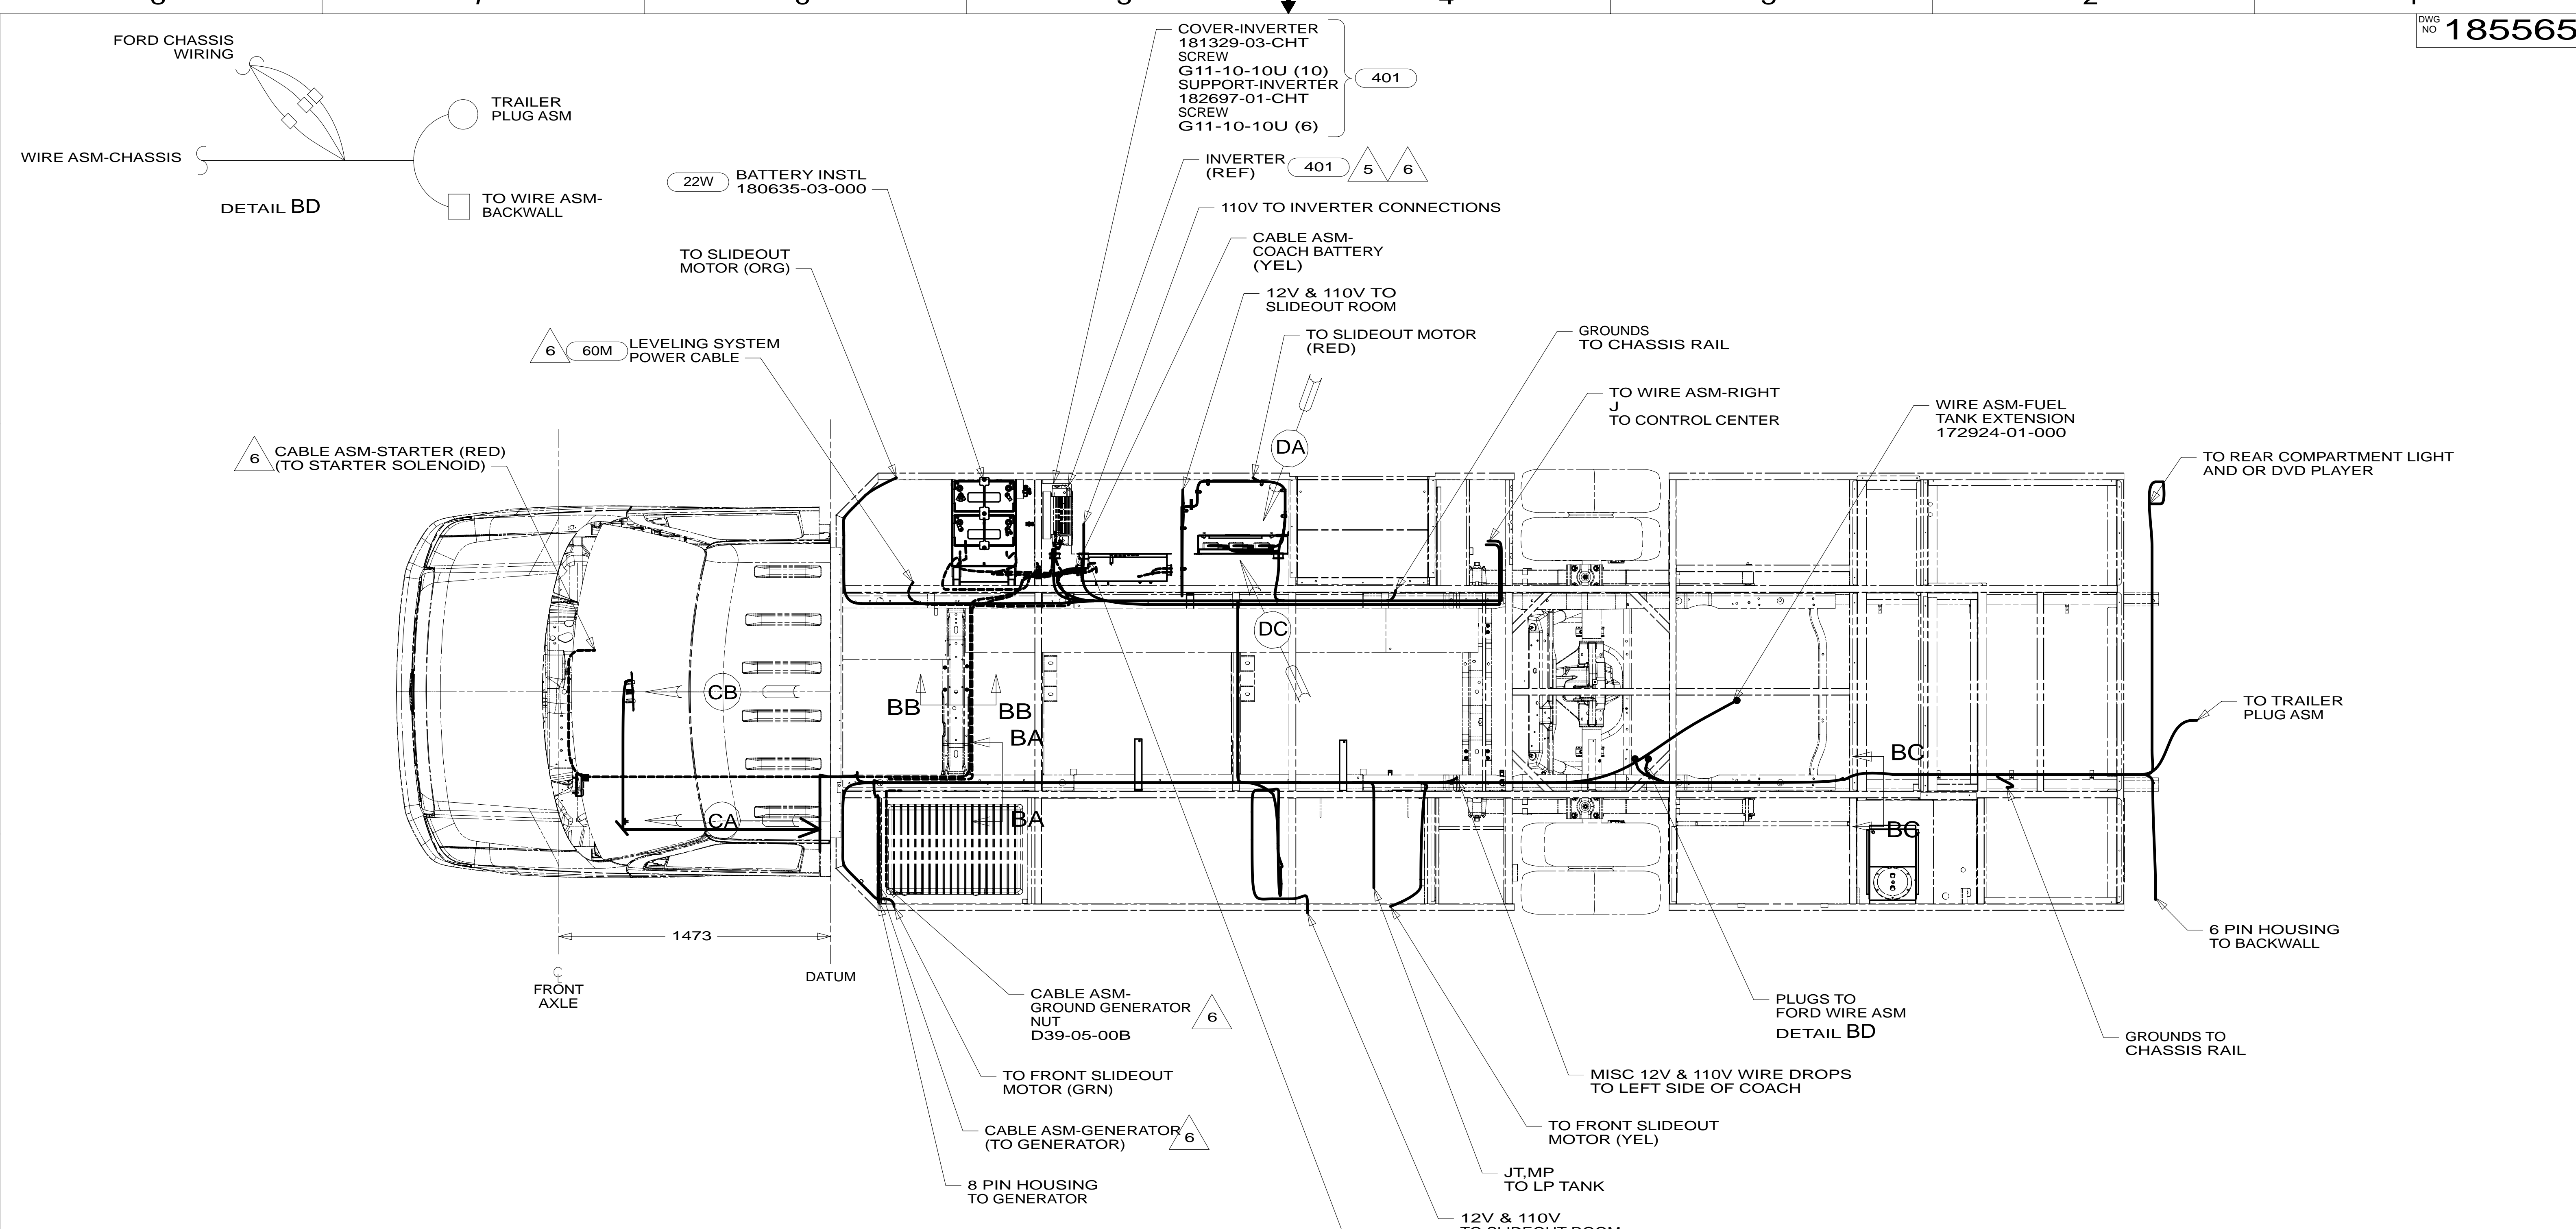 DWG
NO 185565
FORD CHASSIS
WIRING
TRAILER
PLUG ASM
WIRE ASM-CHASSIS
TO WIRE ASM-
BACKWALL
DETAIL BD
COVER-INVERTER
181329-03-CHT
SCREW
G11-10-10U (10)
SUPPORT-INVERTER
182697-01-CHT
SCREW
G11-10-10U (6)
401
INVERTER
(REF)
401
5
6
22W
BATTERY INSTL
180635-03-000
110V TO INVERTER CONNECTIONS
CABLE ASM-
COACH BATTERY
(YEL)
TO SLIDEOUT
MOTOR (ORG)
12V & 110V TO
SLIDEOUT ROOM
TO SLIDEOUT MOTOR
(RED)
GROUNDS
TO CHASSIS RAIL
6
60M
LEVELING SYSTEM
POWER CABLE
TO WIRE ASM-RIGHT
J
TO CONTROL CENTER
WIRE ASM-FUEL
TANK EXTENSION
172924-01-000
6
CABLE ASM-STARTER (RED)
(TO STARTER SOLENOID)
DA
TO REAR COMPARTMENT LIGHT
AND OR DVD PLAYER
DC
CB
BB
BB
BA
TO TRAILER
PLUG ASM
BC
CA
BA
BC
1473
6 PIN HOUSING
TO BACKWALL
FRONT
AXLE
DATUM
CABLE ASM-
GROUND GENERATOR
NUT
D39-05-00B
6
PLUGS TO
FORD WIRE ASM
DETAIL BD
GROUNDS TO
CHASSIS RAIL
TO FRONT SLIDEOUT
MOTOR (GRN)
MISC 12V & 110V WIRE DROPS
TO LEFT SIDE OF COACH
CABLE ASM-GENERATOR
(TO GENERATOR)
6
TO FRONT SLIDEOUT
MOTOR (YEL)
8 PIN HOUSING
TO GENERATOR
JT,MP
TO LP TANK
12V & 110V